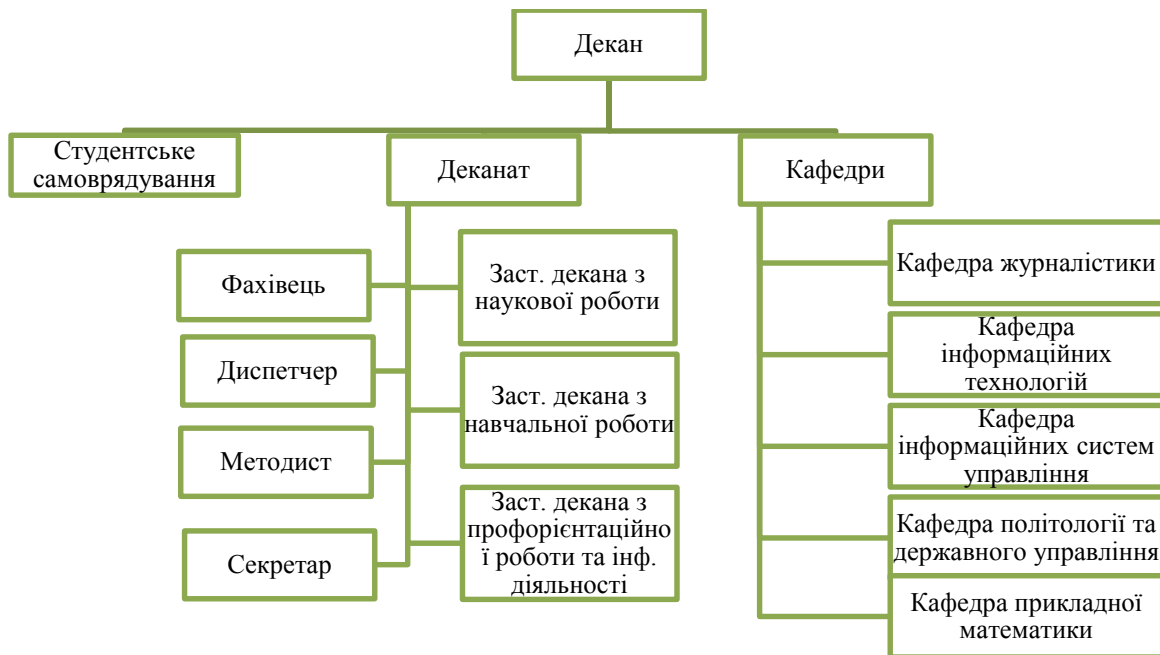 Декан
Студентське
самоврядування
Деканат
Кафедри
Фахівець
Диспетчер
Методист
Секретар
Заст. декана з
наукової роботи
Заст. декана з
навчальної роботи
Заст. декана з
профорієнтаційно
ї роботи та інф.
діяльності
Кафедра журналістики
Кафедра
інформаційних
технологій
Кафедра
інформаційних систем
управління
Кафедра політології та
державного управління
Кафедра прикладної
математики